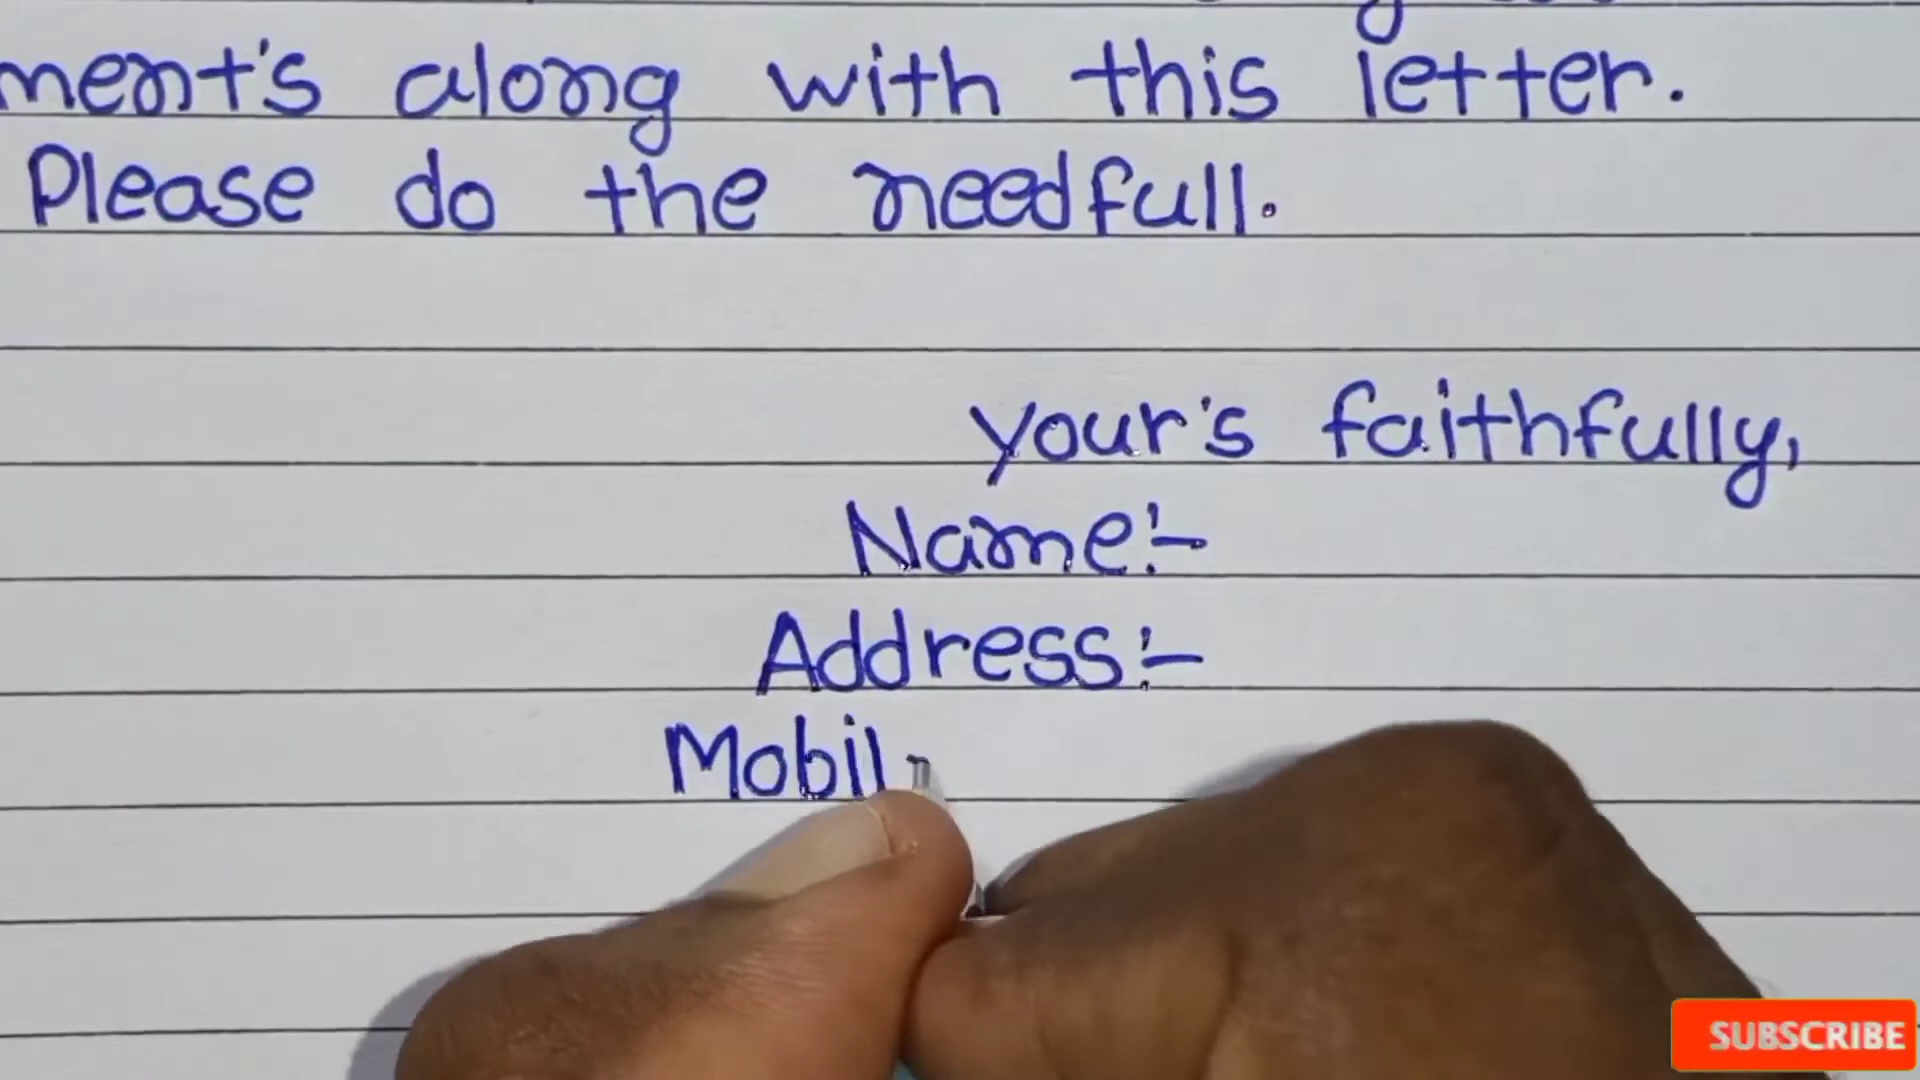 ment's along with this letter.
Please do the needfull.
your's faithfully,
Name:-
Address:-
Mobil
SUBSCRIBE